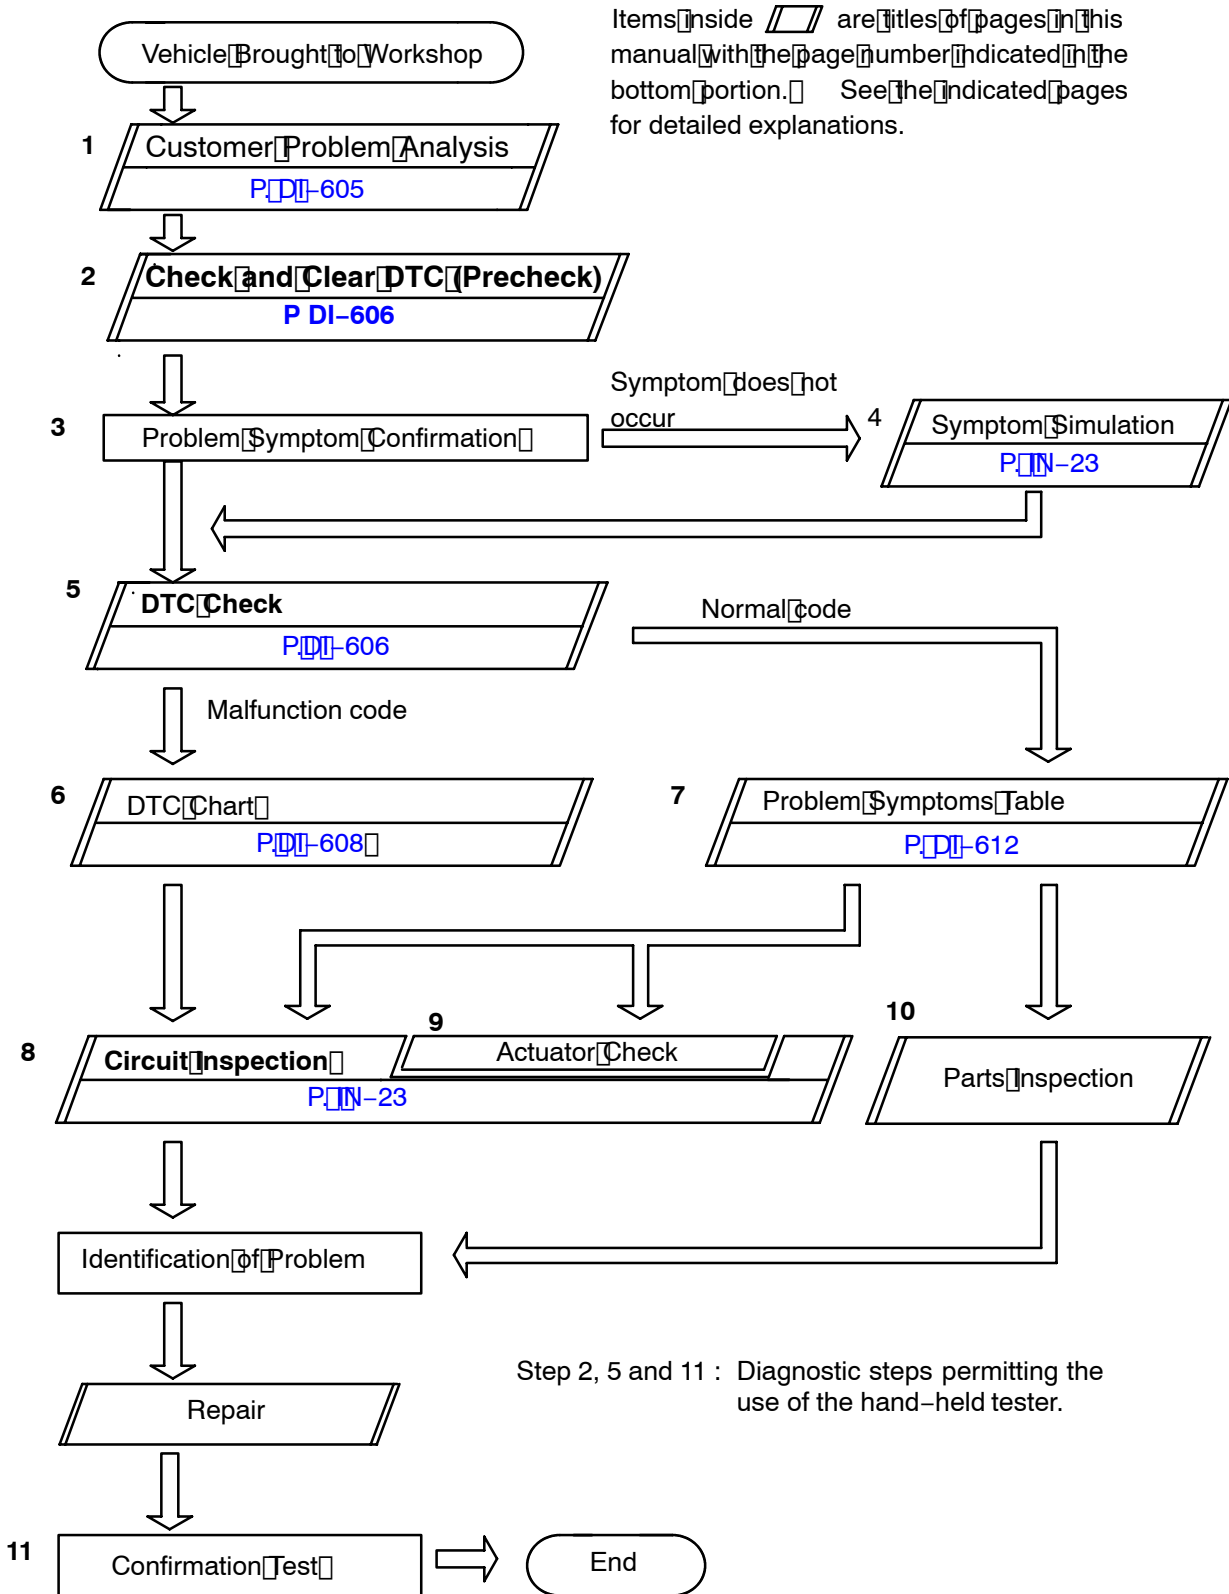 Vehicle Brought to Workshop
Items inside are titles of pages in this
manual with the page number indicated in the
bottom portion. See the indicated pages
for detailed explanations.
1
Customer Problem Analysis
P. DI–605
2
Check and Clear DTC (Precheck)
P DI–606
3
Problem Symptom Confirmation
Symptom does not
occur
4
Symptom Simulation
P. IN–23
5
DTC Check
P. DI–606
Normal code
Malfunction code
6
DTC Chart
P. DI–608
7
Problem Symptoms Table
P. DI–612
8
Circuit Inspection
P. IN–23
9
Actuator Check
10
Parts Inspection
Identification of Problem
Step 2, 5 and 11 : Diagnostic steps permitting the
use of the hand–held tester.
Repair
11
Confirmation Test
End